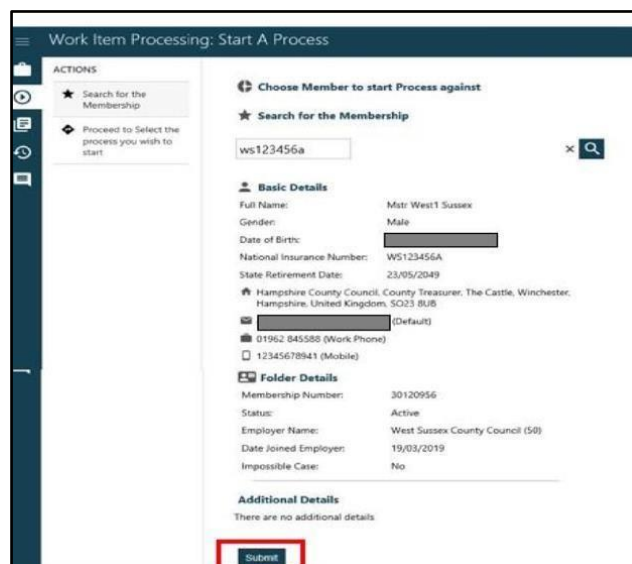 Work Item Processing: Start A Process
ACTIONS
Search for the
Membership
Proceed to Select the
process you wish to
start
Choose Member to start Process against
Search for the Membership
ws123456a
Basic Details
Full Name: Mstr West1 Sussex
Gender: Male
Date of Birth:
National Insurance Number: WS123456A
State Retirement Date: 23/05/2049
Hampshire County Council, County Treasurer, The Castle, Winchester,
Hampshire, United Kingdom, SO23 8UB
(Default)
01962 845588 (Work Phone)
12345678941 (Mobile)
Folder Details
Membership Number: 30120956
Status: Active
Employer Name: West Sussex County Council (50)
Date Joined Employer: 19/03/2019
Impossible Case: No
Additional Details
There are no additional details
Submit